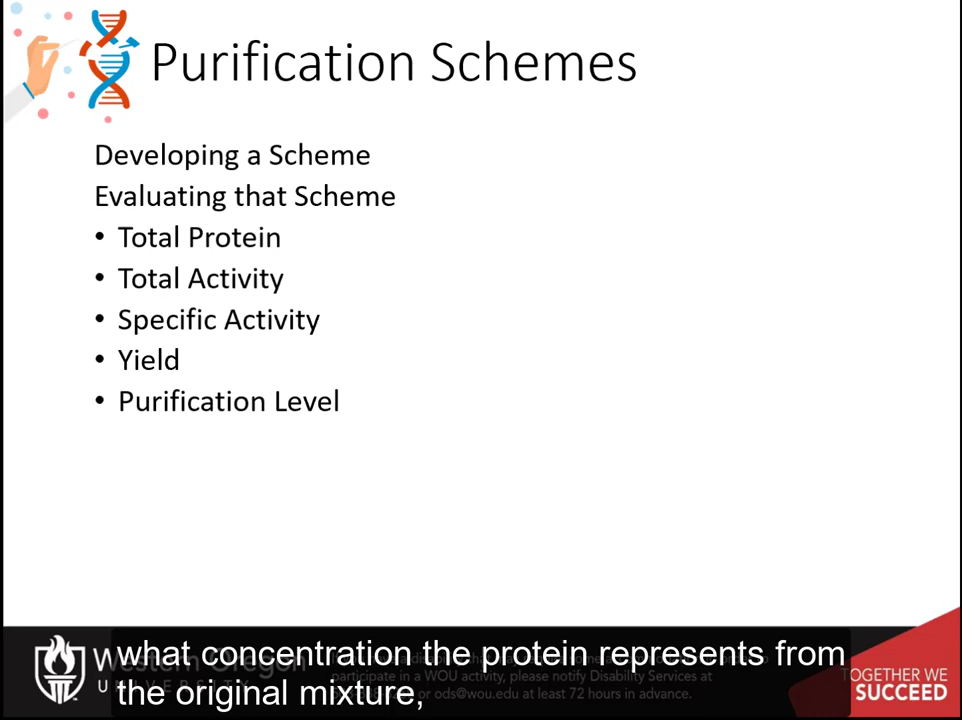 Purification Schemes
Developing a Scheme
Evaluating that Scheme
• Total Protein
• Total Activity
• Specific Activity
• Yield
• Purification Level
what concentration the protein represents from
the original mixture,
participate in a WOU activity, please notify Disability Services at
or ods@wou.edu at least 72 hours in advance.
TOGETHER WE
SUCCEED